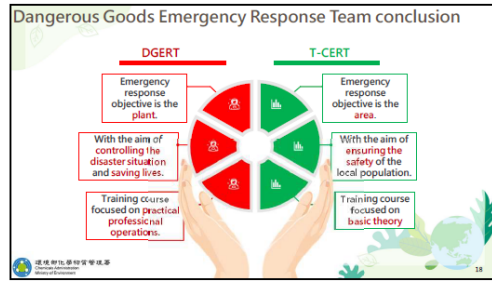 Dangerous Goods Emergency Response Team conclusion
DGERT
T-CERT
Emergency
response
objective is the
plant.
With the aim of
controlling the
disaster situation
and saving lives.
Training course
focused on practical
professional
operations.
Emergency
response
objective is the
area.
With the aim of
ensuring the
safety of the
local population.
Training course
focused on
basic theory
環境部化學物質管理署
Chemicals Administration
Ministry of Environment
18